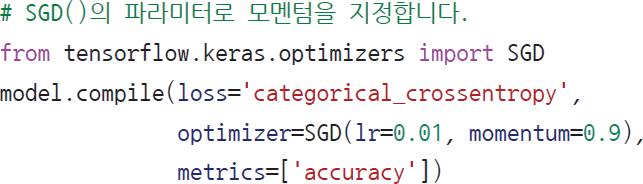 # SGD()의 파라미터로 모멘텀을 지정합니다.
from tensorflow.keras.optimizers import SGD
model.compile(loss='categorical_crossentropy',
              optimizer=SGD(lr=0.01, momentum=0.9),
              metrics=['accuracy'])